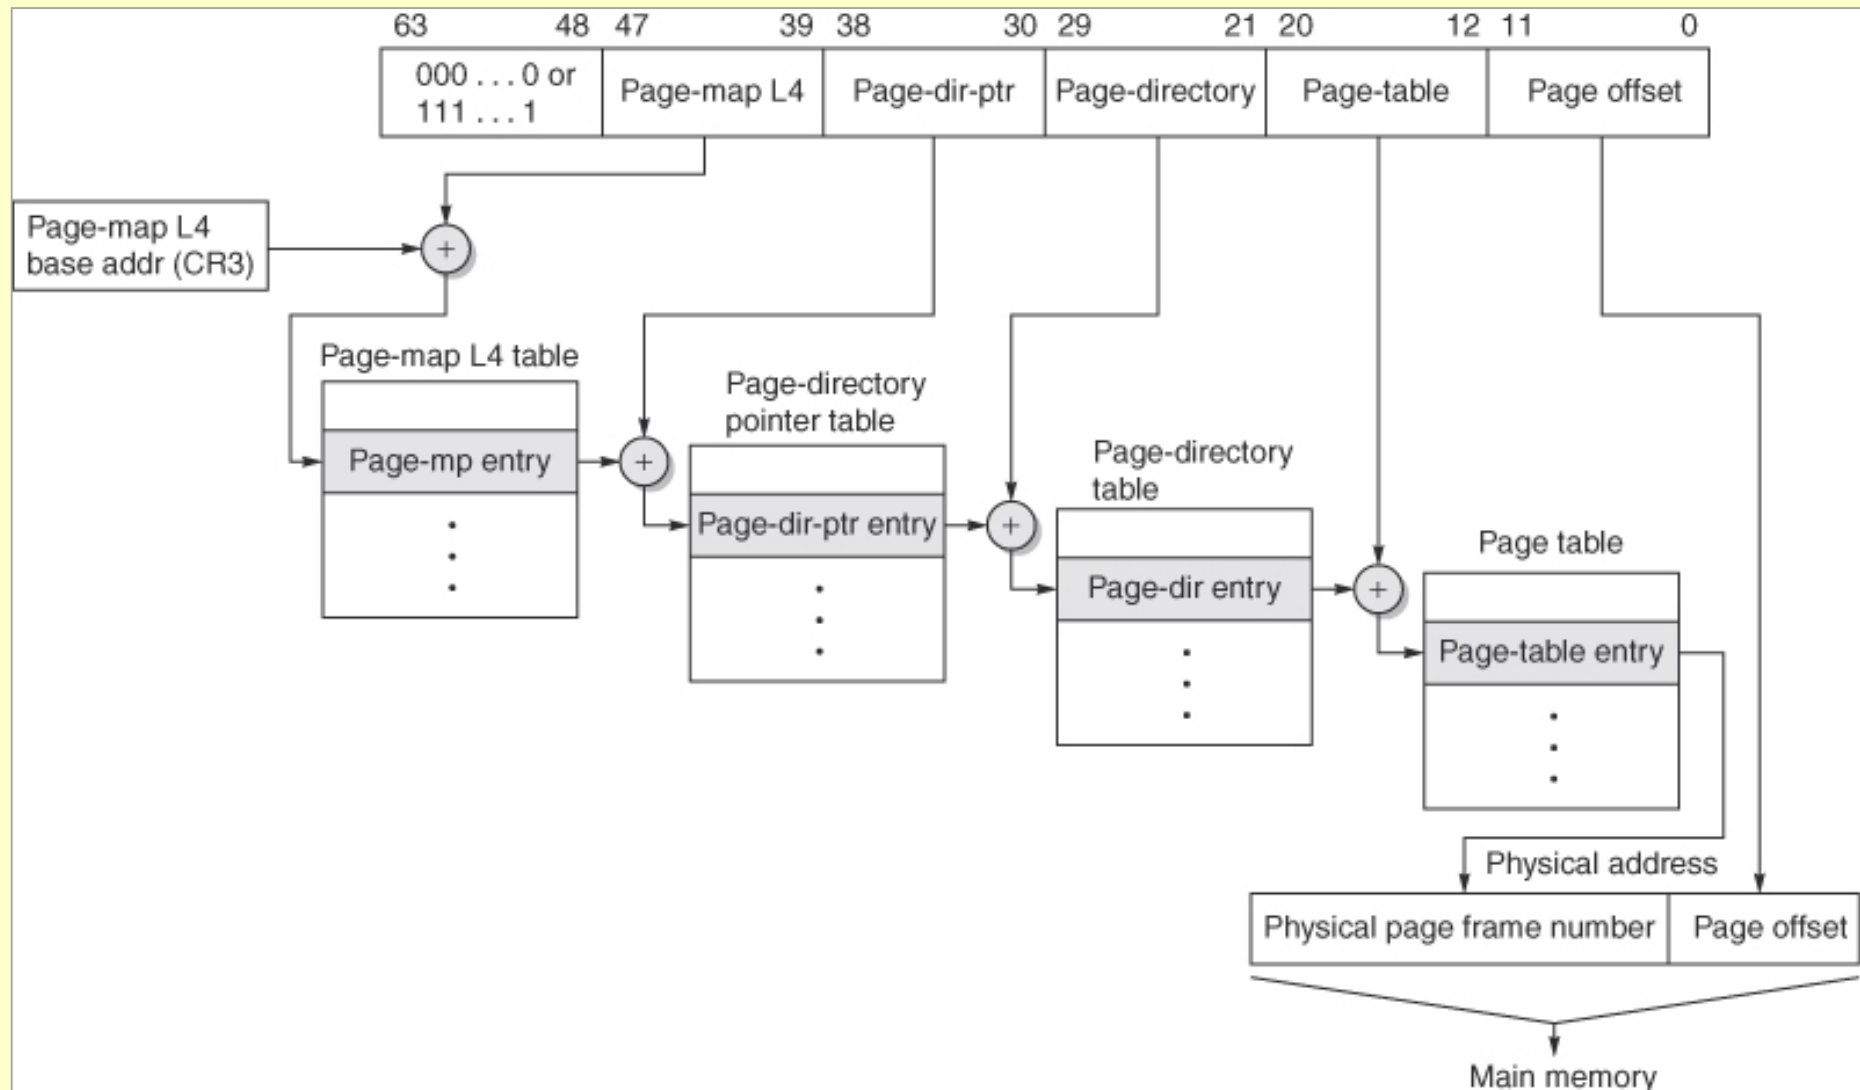 63 48 47 39 38 30 29 21 20 12 11 0
000 . . . 0 or
111 . . . 1
Page-map L4
Page-dir-ptr
Page-directory
Page-table
Page offset
Page-map L4
base addr (CR3)
+
Page-map L4 table
Page-mp entry
+
Page-directory
pointer table
Page-dir-ptr entry
+
Page-directory
table
Page-dir entry
+
Page table
Page-table entry
Physical address
Physical page frame number
Page offset
Main memory